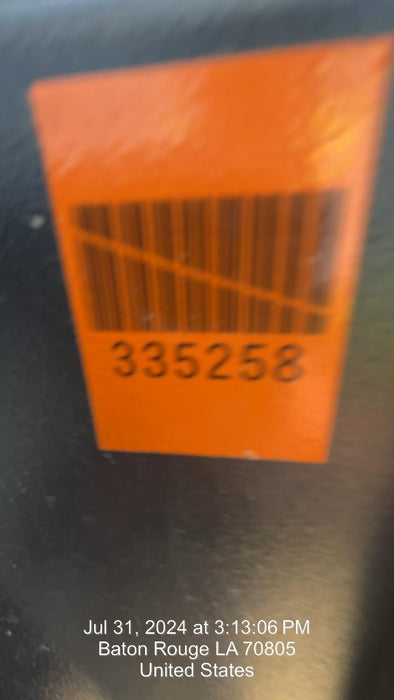 335258
Jul 31, 2024 at 3:13:06 PM
Baton Rouge LA 70805
United States